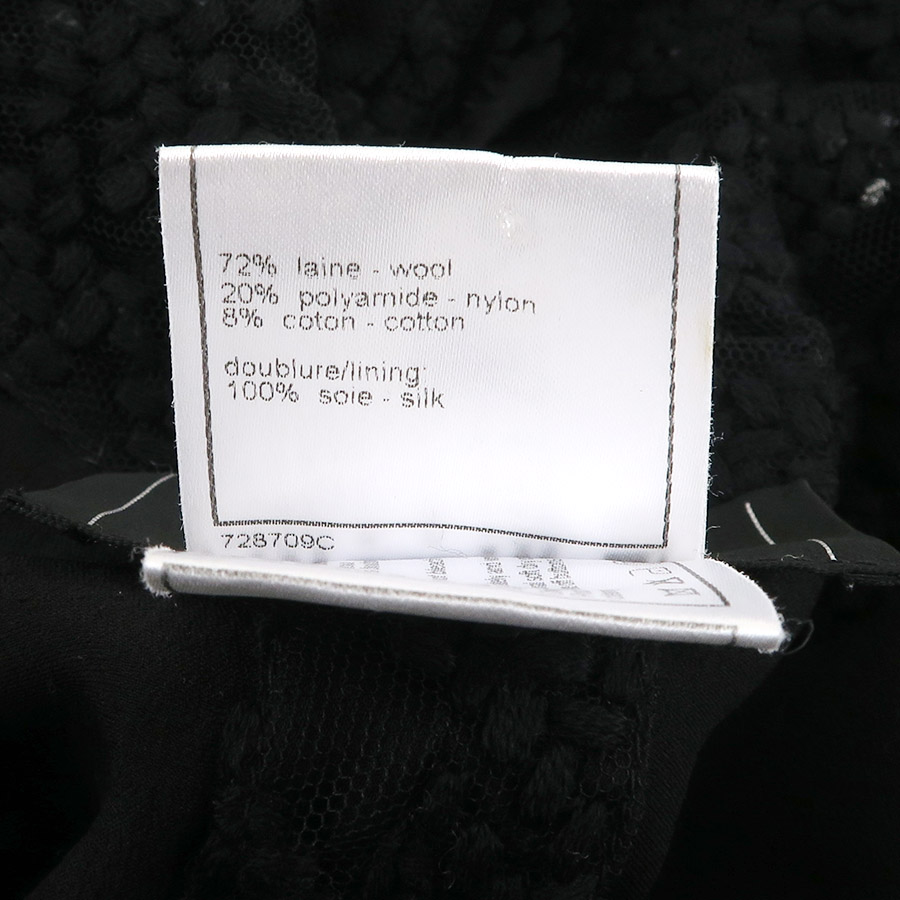 72% laine - wool
20% polyamide - nylon
8% coton - cotton
doublure/lining:
100% soie - silk
728709C